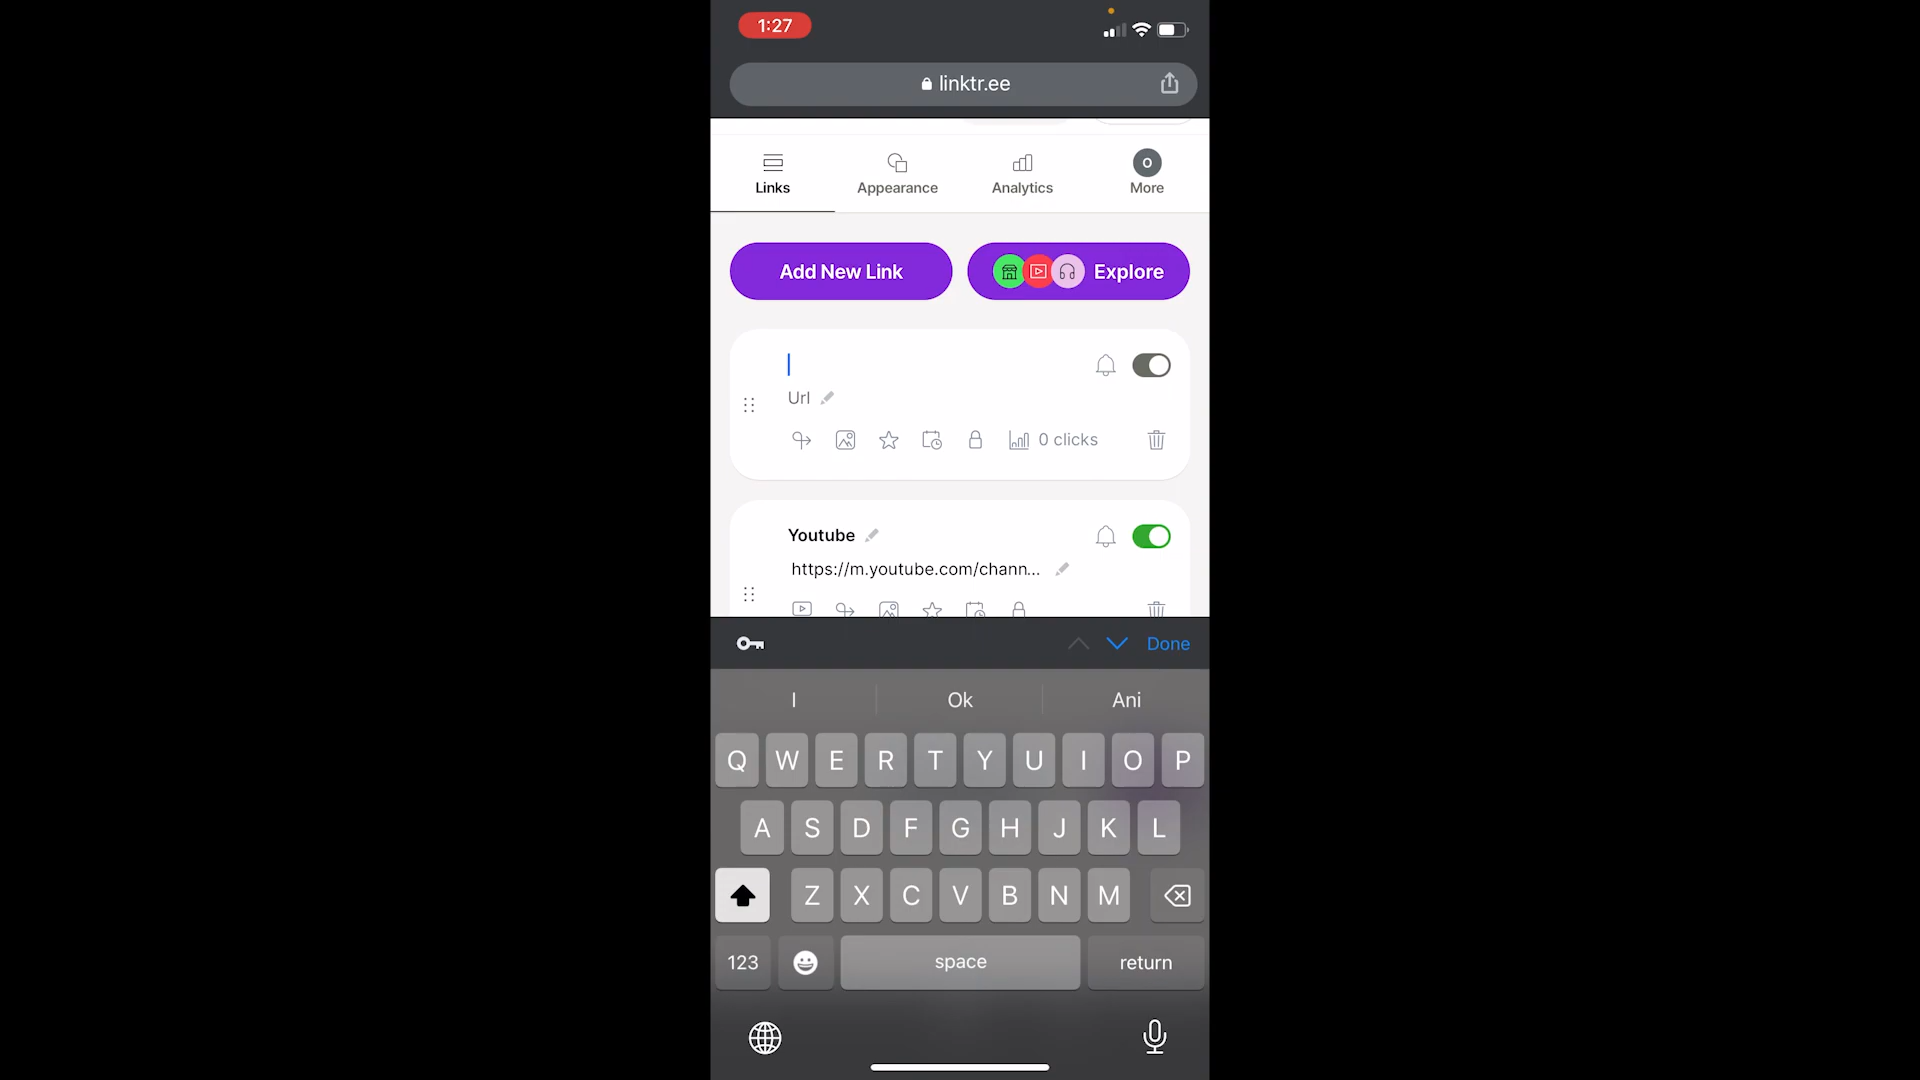 1:27
linktr.ee
Links
Appearance
Analytics
O
More
Add New Link
Explore
Url
0 clicks
Youtube
https://m.youtube.com/chann...
Done
I
Ok
Ani
Q W E R T Y U I O P
A S D F G H J K L
Z X C V B N M
123
space
return